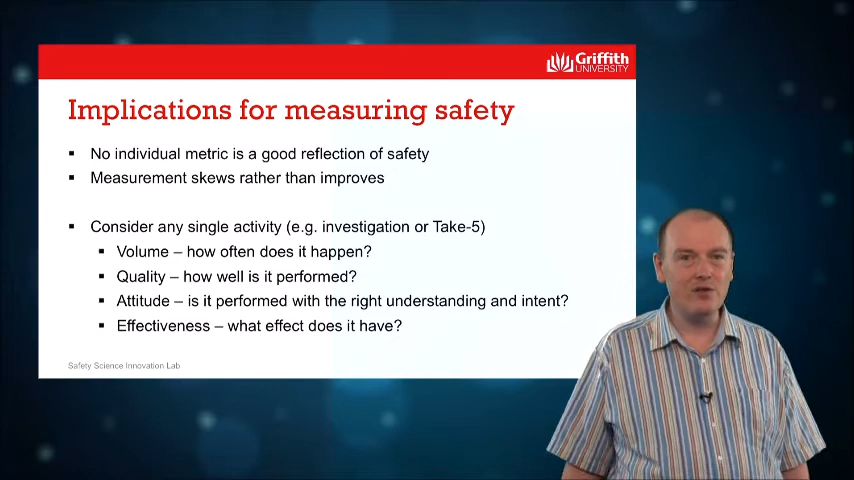 Griffith
UNIVERSITY
Implications for measuring safety
▪ No individual metric is a good reflection of safety
▪ Measurement skews rather than improves
▪ Consider any single activity (e.g. investigation or Take-5)
▪ Volume – how often does it happen?
▪ Quality – how well is it performed?
▪ Attitude – is it performed with the right understanding and intent?
▪ Effectiveness – what effect does it have?
Safety Science Innovation Lab